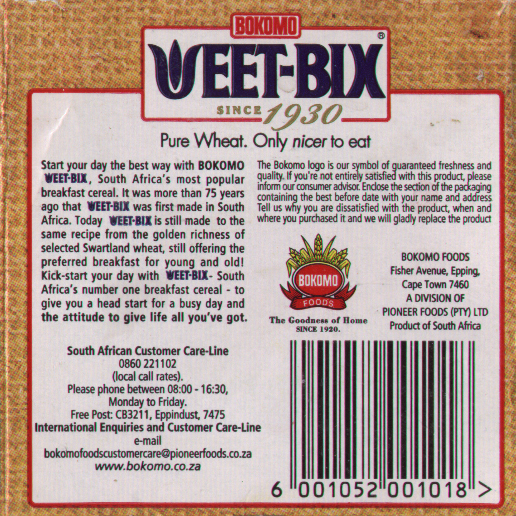 BOKOMO
WEET-BIX®
SINCE 1930
Pure Wheat. Only nicer to eat
Start your day the best way with BOKOMO
WEET-BIX, South Africa's most popular
breakfast cereal. It was more than 75 years
ago that WEET-BIX was first made in South
Africa. Today WEET-BIX is still made to the
same recipe from the golden richness of
selected Swartland wheat, still offering the
preferred breakfast for young and old!
Kick-start your day with WEET-BIX - South
Africa's number one breakfast cereal - to
give you a head start for a busy day and
the attitude to give life all you've got.
South African Customer Care-Line
0860 221102
(local call rates).
Please phone between 08:00 - 16:30,
Monday to Friday.
Free Post: CB3211, Eppindust, 7475
International Enquiries and Customer Care-Line
e-mail
bokomofoodscustomercare@pioneerfoods.co.za
www.bokomo.co.za
The Bokomo logo is our symbol of guaranteed freshness and
quality. If you're not entirely satisfied with this product, please
inform our consumer advisor. Enclose the section of the packaging
containing the best before date with your name and address
Tell us why you are dissatisfied with the product, when and
where you purchased it and we will gladly replace the product
BOKOMO
FOODS
The Goodness of Home
SINCE 1920.
BOKOMO FOODS
Fisher Avenue, Epping,
Cape Town 7460
A DIVISION OF
PIONEER FOODS (PTY) LTD
Product of South Africa
6 001052 001018 >